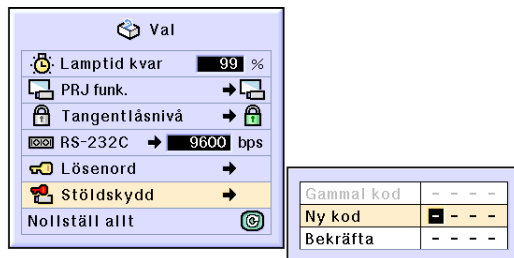 Val
Lamptid kvar 99 %
PRJ funk.
Tangentlåsnivå
RS-232C 9600 bps
Lösenord
Stöldskydd
Nollställ allt
Gammal kod - - - -
Ny kod - - - -
Bekräfta - - - -